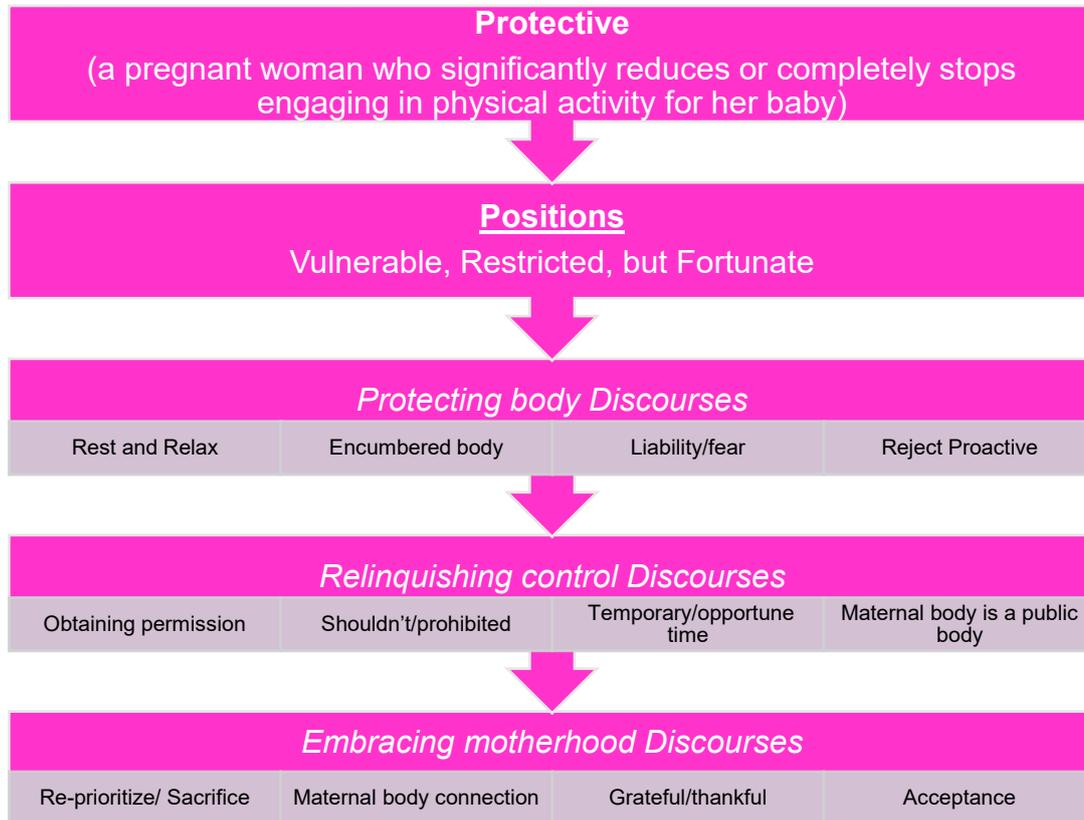 Protective
(a pregnant woman who significantly reduces or completely stops
engaging in physical activity for her baby)
Positions
Vulnerable, Restricted, but Fortunate
Protecting body Discourses
Rest and Relax
Encumbered body
Liability/fear
Reject Proactive
Relinquishing control Discourses
Obtaining permission
Shouldn’t/prohibited
Temporary/opportune
time
Maternal body is a public
body
Embracing motherhood Discourses
Re-prioritize/ Sacrifice
Maternal body connection
Grateful/thankful
Acceptance